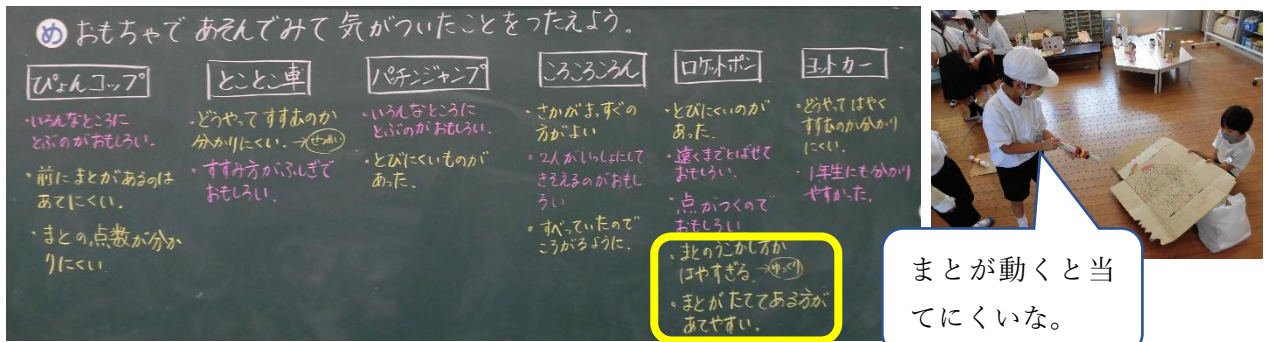 め おもちゃで あそんでみて 気がついたことをつたえよう。
ぴょんコップ
・いろんなところに
とぶのがおもしろい。
・前にまとがあるのは
あてにくい。
・まとの点数が分か
りにくい
とことこ車
・どうやってすすむのか
分かりにくい。→せつめい
・すすみ方がふしぎで
おもしろい。
パチンジャンプ
・いろんなところに
とぶのがおもしろい。
・とびにくいものが
あった。
ころころころん
・さかがまっすぐの
方がよい
・2人がいっしょにして
きそえるのがおもし
ろい
・すべっていたので
ころがるように。
ロケットポン
・とびにくいのが
あった。
・遠くまでとばせて
おもしろい。
・点がつくので
おもしろい
・まとのうごかし方が
はやすぎる。→ゆっくり
・まとがたててある方が
あてやすい。
ヨットカー
・どうやってはやく
すすむのか分かり
にくい。
・1年生にも分かり
やすかった。
まとが動くと当
てにくいな。